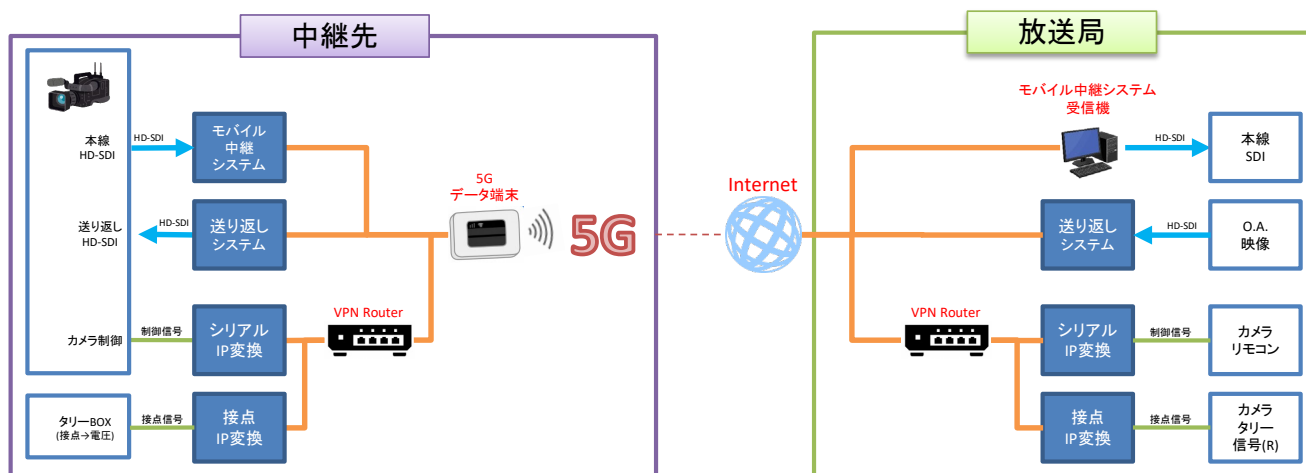 中継先
本線
HD-SDI
HD-SDI
モバイル
中継
システム
送り返し
HD-SDI
HD-SDI
送り返し
システム
5G
データ端末
5G
カメラ制御
制御信号
シリアル
IP変換
VPN Router
タリーBOX
(接点→電圧)
接点信号
接点
IP変換
Internet
放送局
モバイル中継システム
受信機
HD-SDI
本線
SDI
送り返し
システム
HD-SDI
O.A.
映像
VPN Router
シリアル
IP変換
制御信号
カメラ
リモコン
接点
IP変換
接点信号
カメラ
タリー
信号(R)